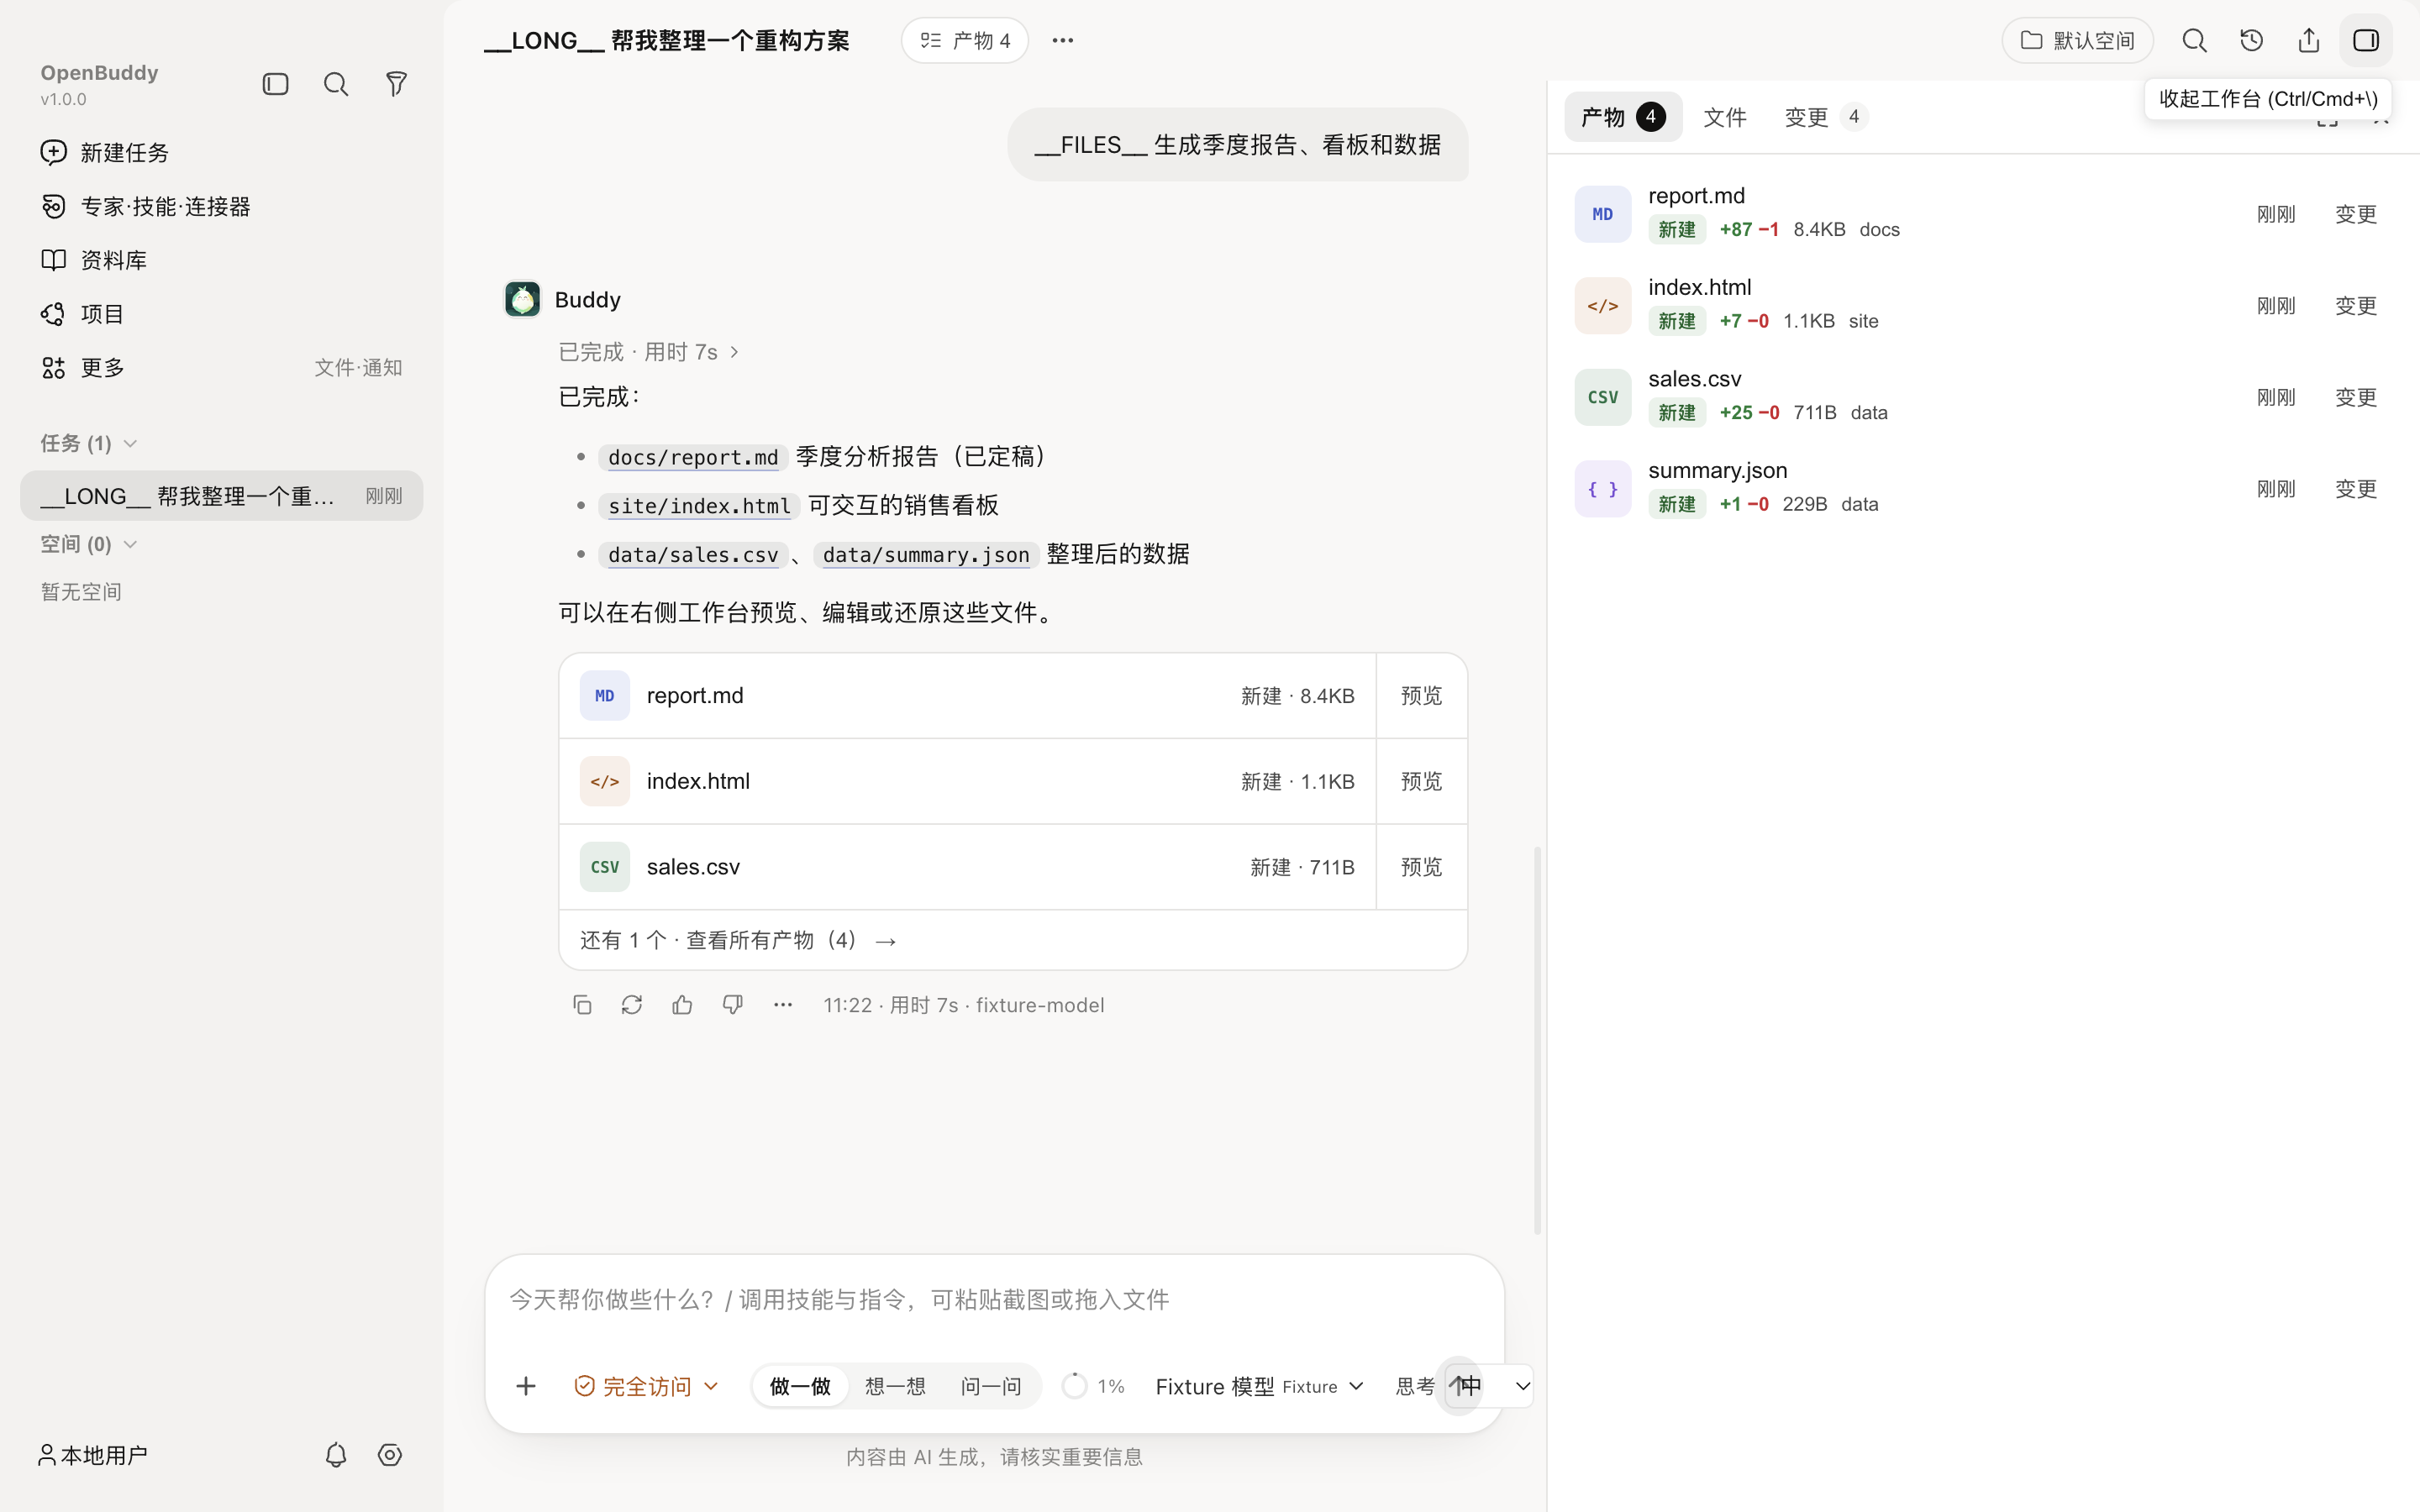 OpenBuddy
v1.0.0
新建任务
专家·技能·连接器
资料库
项目
更多 文件·通知
任务 (1)
__LONG__ 帮我整理一个重… 刚刚
空间 (0)
暂无空间
本地用户
__LONG__ 帮我整理一个重构方案 产物 4
默认空间
收起工作台 (Ctrl/Cmd+\)
__FILES__ 生成季度报告、看板和数据
Buddy
已完成 · 用时 7s
已完成：
docs/report.md 季度分析报告（已定稿）
site/index.html 可交互的销售看板
data/sales.csv、data/summary.json 整理后的数据
可以在右侧工作台预览、编辑或还原这些文件。
MD report.md 新建 · 8.4KB 预览
</> index.html 新建 · 1.1KB 预览
CSV sales.csv 新建 · 711B 预览
还有 1 个 · 查看所有产物（4） →
11:22 · 用时 7s · fixture-model
今天帮你做些什么？/ 调用技能与指令，可粘贴截图或拖入文件
完全访问 做一做 想一想 问一问 1% Fixture 模型 Fixture 思考 中
内容由 AI 生成，请核实重要信息
产物 4 文件 变更 4
MD report.md 刚刚 变更
新建 +87 −1 8.4KB docs
</> index.html 刚刚 变更
新建 +7 −0 1.1KB site
CSV sales.csv 刚刚 变更
新建 +25 −0 711B data
{ } summary.json 刚刚 变更
新建 +1 −0 229B data